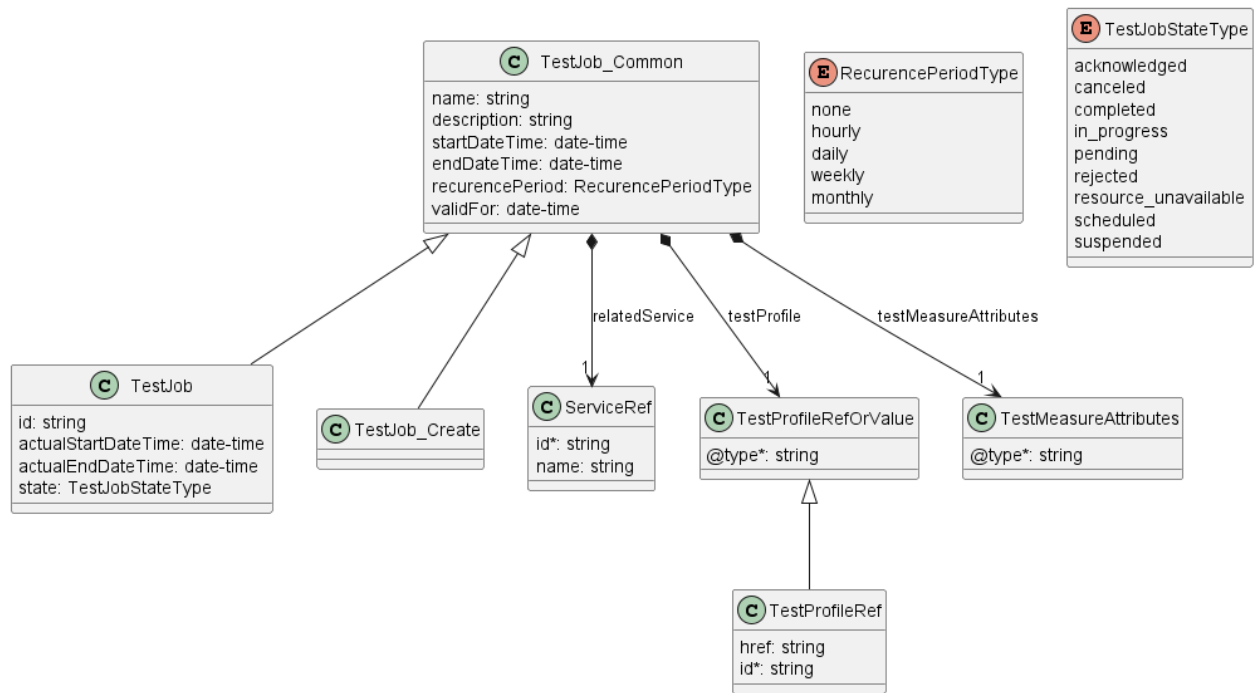 C TestJob_Common
name: string
description: string
startDateTime: date-time
endDateTime: date-time
recurencePeriod: RecurencePeriodType
validFor: date-time
E RecurencePeriodType
none
hourly
daily
weekly
monthly
E TestJobStateType
acknowledged
canceled
completed
in_progress
pending
rejected
resource_unavailable
scheduled
suspended
relatedService
testProfile
testMeasureAttributes
1
1
1
C TestJob
id: string
actualStartDateTime: date-time
actualEndDateTime: date-time
state: TestJobStateType
C TestJob_Create
C ServiceRef
id*: string
name: string
C TestProfileRefOrValue
@type*: string
C TestMeasureAttributes
@type*: string
C TestProfileRef
href: string
id*: string